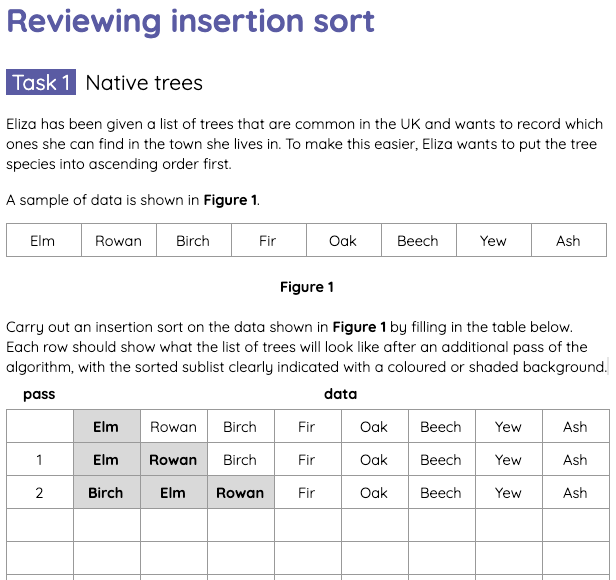 Reviewing insertion sort
Task 1 Native trees
Eliza has been given a list of trees that are common in the UK and wants to record which
ones she can find in the town she lives in. To make this easier, Eliza wants to put the tree
species into ascending order first.
A sample of data is shown in Figure 1.
Elm Rowan Birch Fir Oak Beech Yew Ash
Figure 1
Carry out an insertion sort on the data shown in Figure 1 by filling in the table below.
Each row should show what the list of trees will look like after an additional pass of the
algorithm, with the sorted sublist clearly indicated with a coloured or shaded background.
pass data
Elm Rowan Birch Fir Oak Beech Yew Ash
1 Elm Rowan Birch Fir Oak Beech Yew Ash
2 Birch Elm Rowan Fir Oak Beech Yew Ash